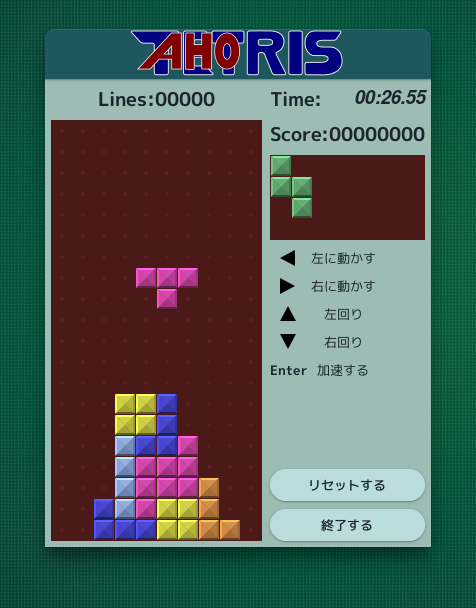 AHOTRIS
Lines:00000
Time: 00:26.55
Score:00000000
左に動かす
右に動かす
左回り
右回り
Enter 加速する
リセットする
終了する